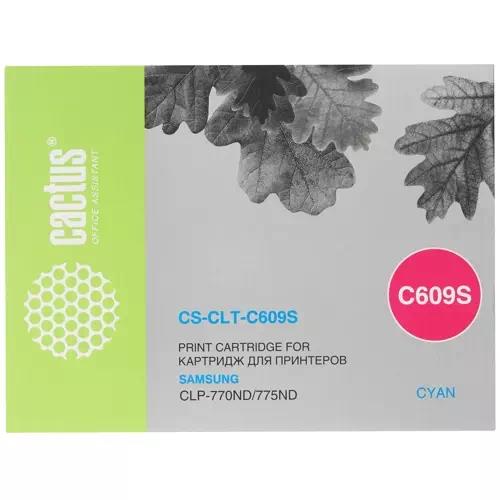 cactus®
OFFICE ASSISTANT
C609S
CS-CLT-C609S
PRINT CARTRIDGE FOR
КАРТРИДЖ ДЛЯ ПРИНТЕРОВ
SAMSUNG
CLP-770ND/775ND
CYAN